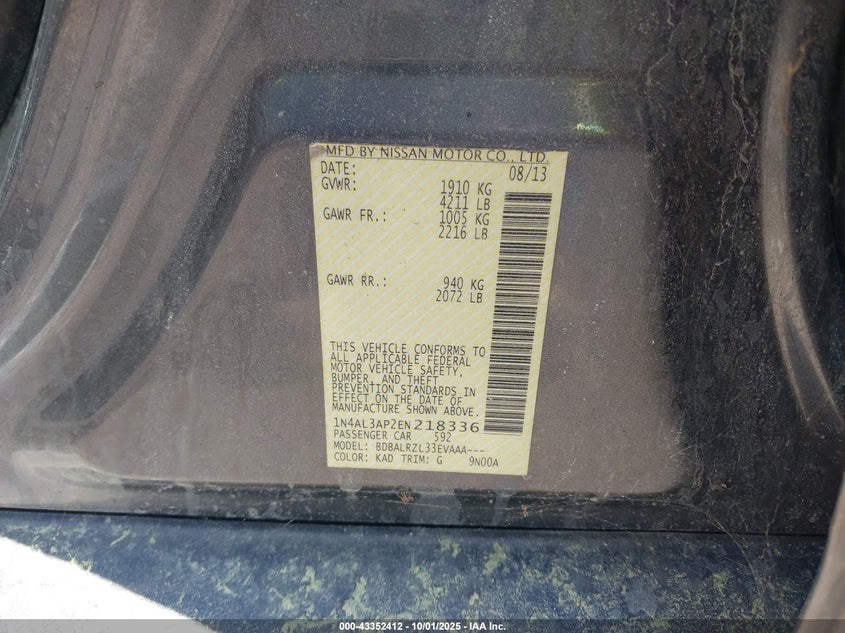 MFD BY NISSAN MOTOR CO., LTD.
DATE: 08/13
GVWR: 1910 KG
4211 LB
GAWR FR.: 1005 KG
2216 LB
GAWR RR.: 940 KG
2072 LB
THIS VEHICLE CONFORMS TO
ALL APPLICABLE FEDERAL
MOTOR VEHICLE SAFETY,
BUMPER, AND THEFT
PREVENTION STANDARDS IN
EFFECT ON THE DATE OF
MANUFACTURE SHOWN ABOVE.
1N4AL3AP2EN218336
PASSENGER CAR 592
MODEL: BDBALRZL33EVAAA---
COLOR: KAD TRIM: G 9N00A
000-43352412 - 10/01/2025 - IAA Inc.